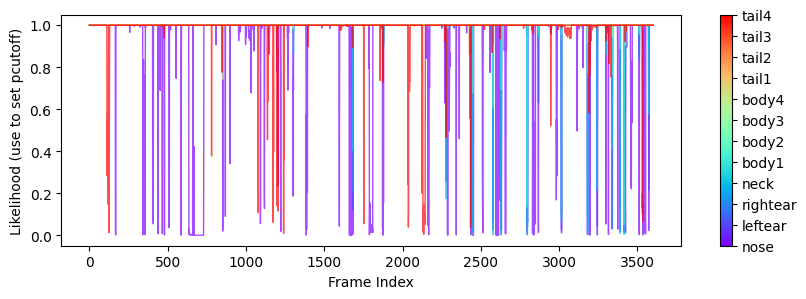 Likelihood (use to set pcutoff)
1.0
0.8
0.6
0.4
0.2
0.0
0
500
1000
1500
2000
2500
3000
3500
Frame Index
tail4
tail3
tail2
tail1
body4
body3
body2
body1
neck
rightear
leftear
nose